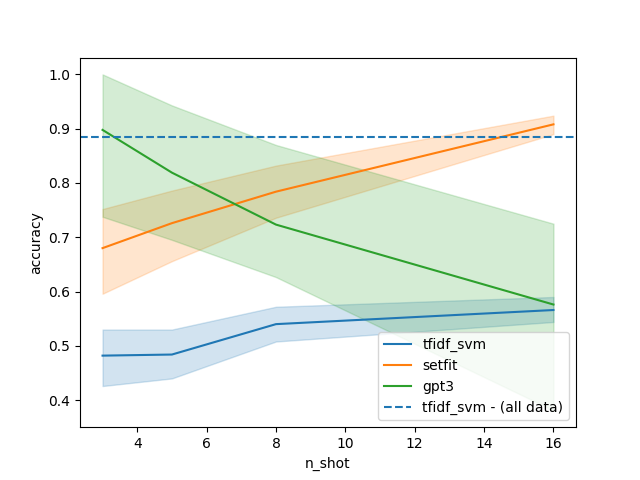 1.0
0.9
0.8
0.7
0.6
0.5
0.4
accuracy
tfidf_svm
setfit
gpt3
tfidf_svm - (all data)
4 6 8 10 12 14 16
n_shot